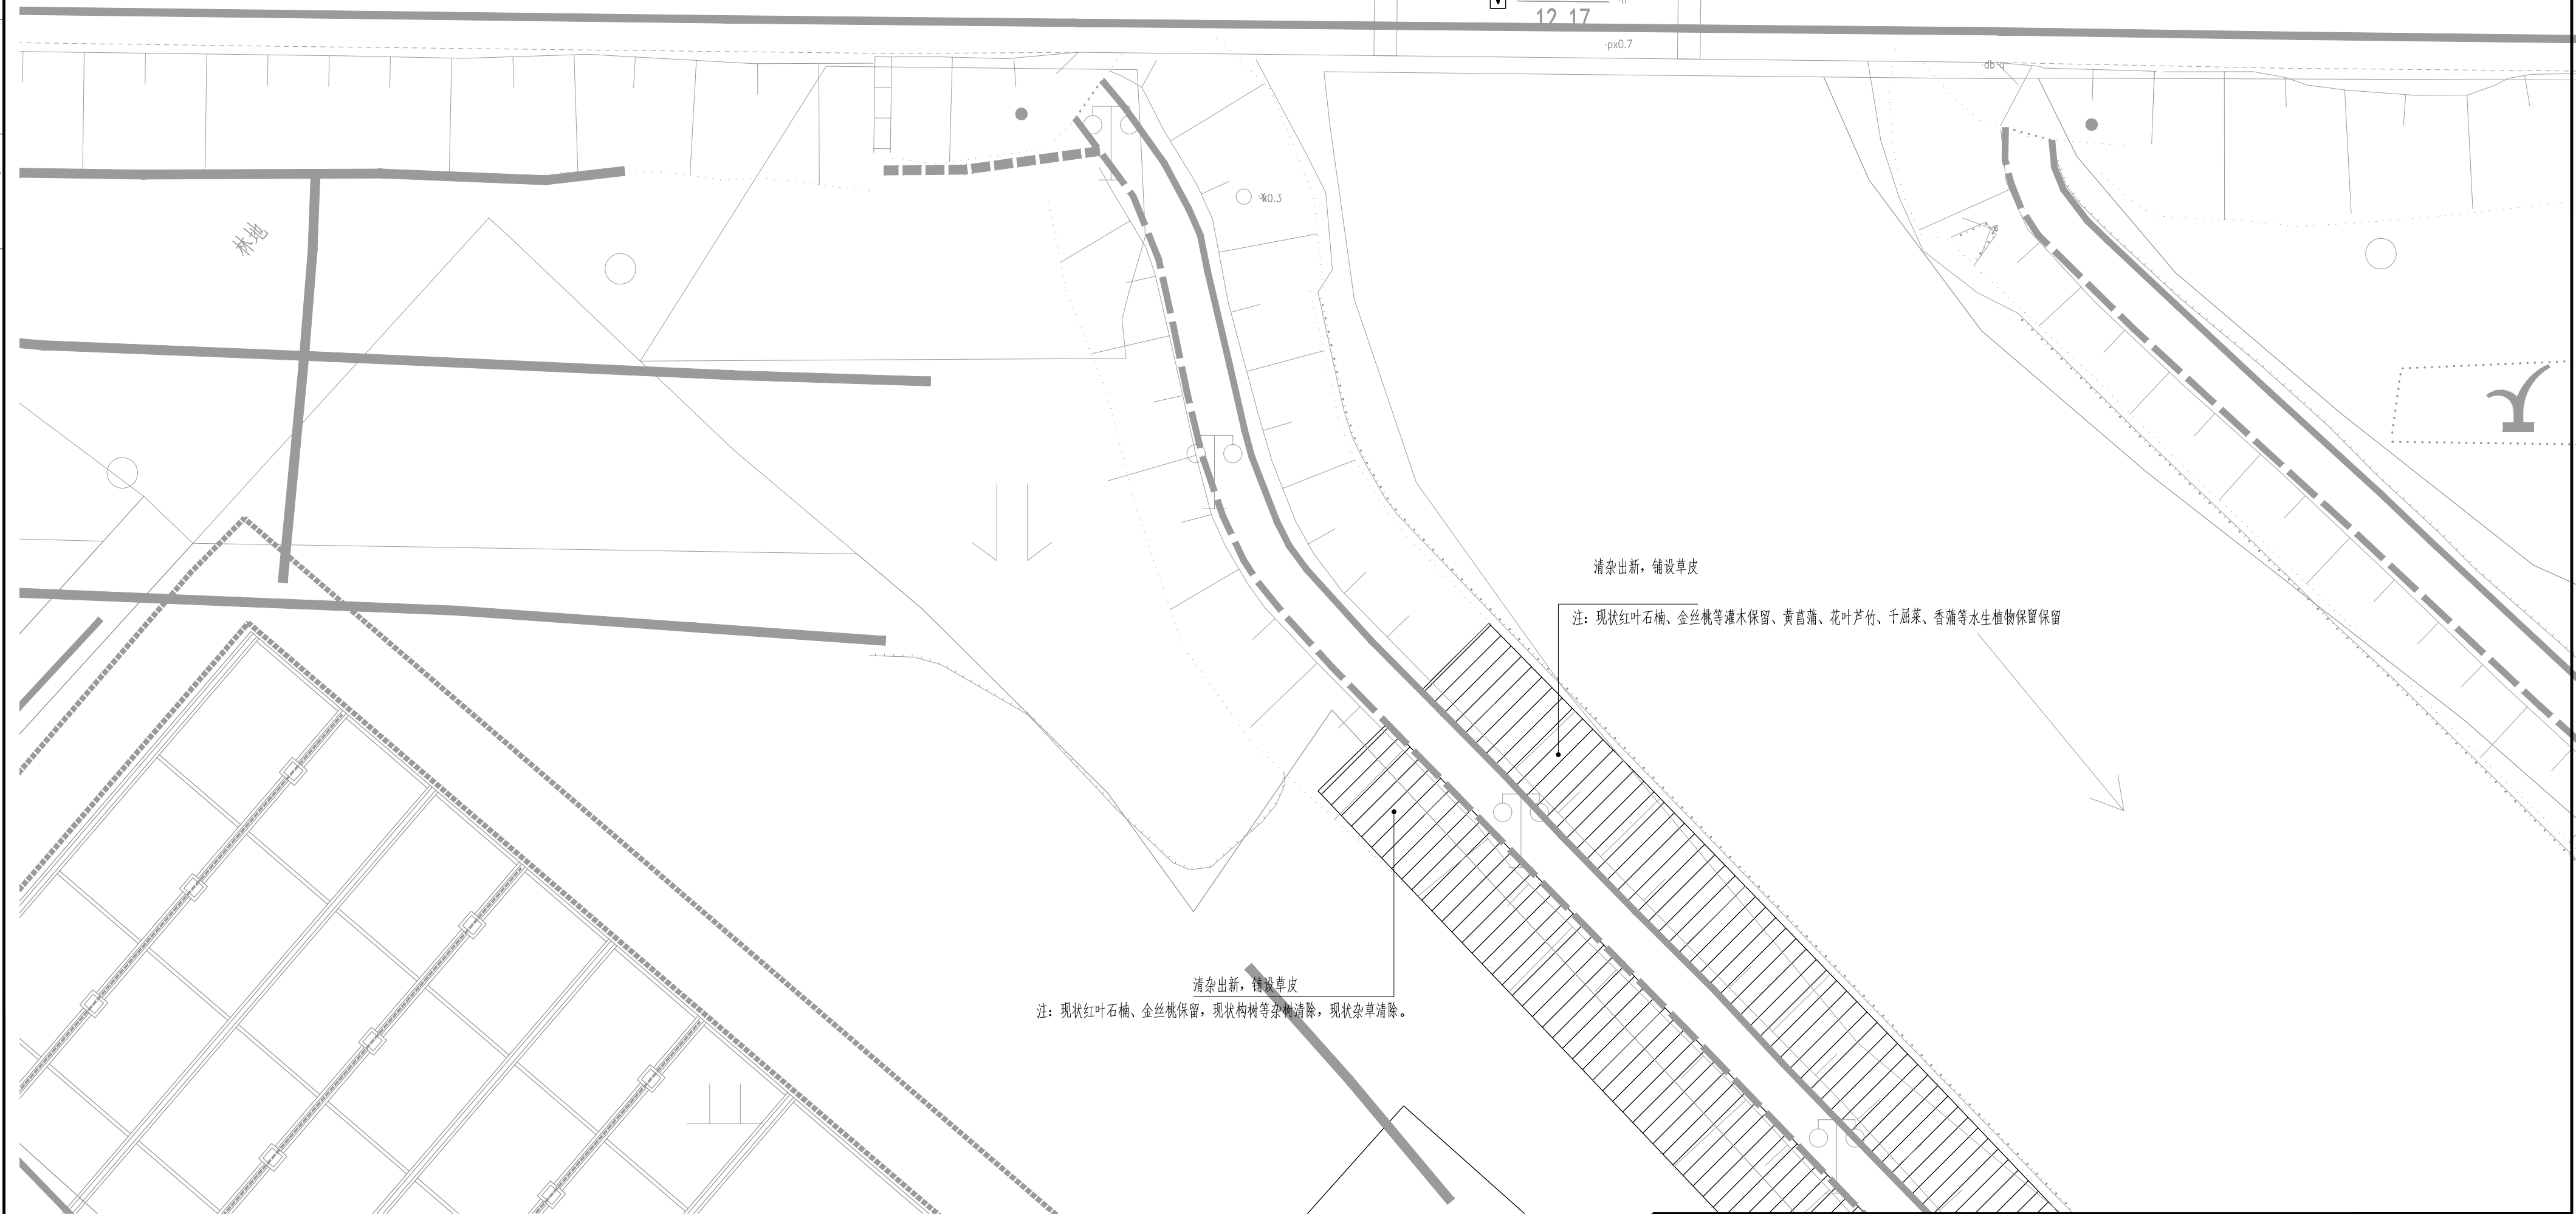 12.17
px0.7
db q
k0.3
林地
清杂出新，铺设草皮
注：现状红叶石楠、金丝桃等灌木保留、黄菖蒲、花叶芦竹、千屈菜、香蒲等水生植物保留保留
清杂出新，铺设草皮
注：现状红叶石楠、金丝桃保留，现状构树等杂树清除，现状杂草清除。